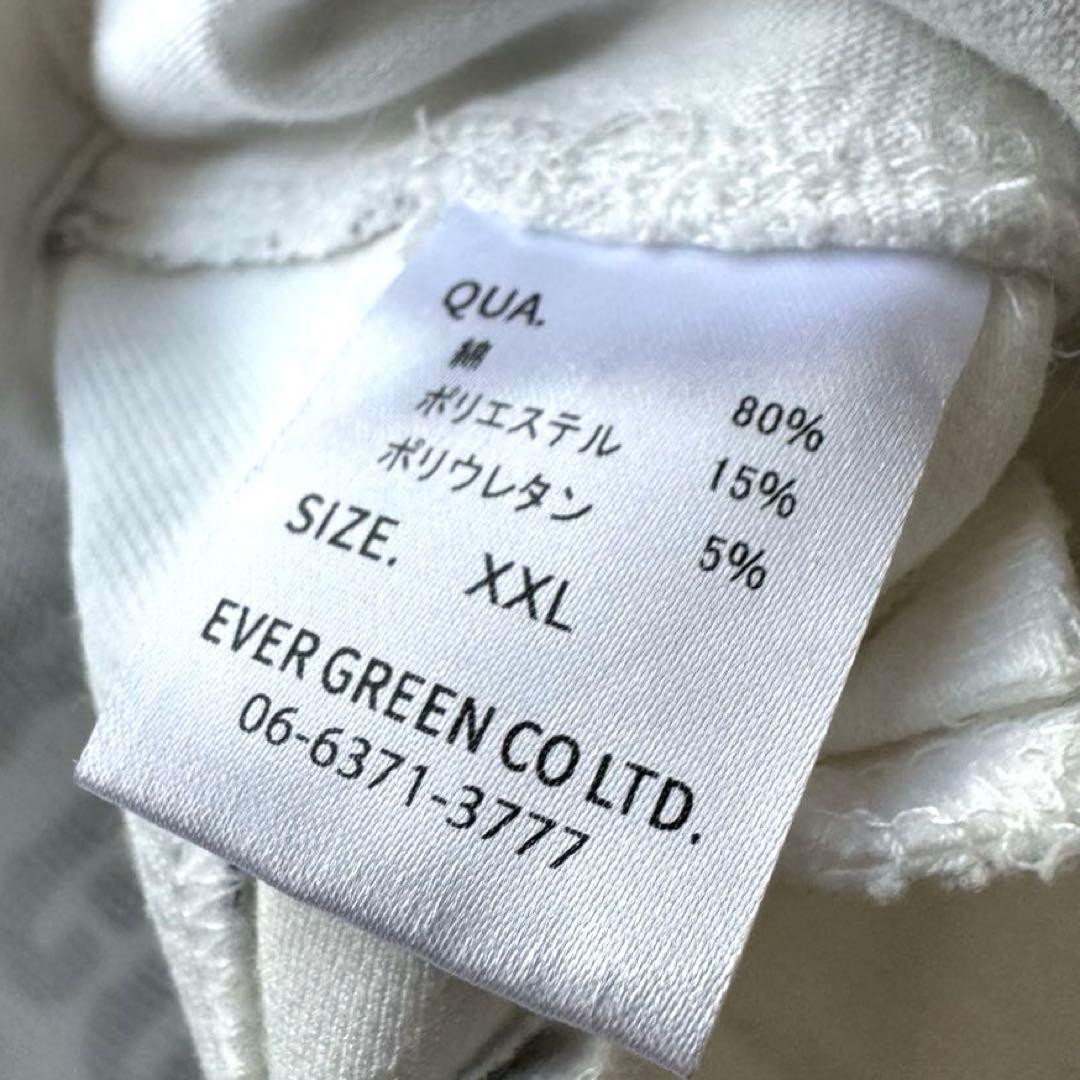 QUA.
綿 80%
ポリエステル 15%
ポリウレタン 5%
SIZE. XXL
EVER GREEN CO LTD.
06-6371-3777